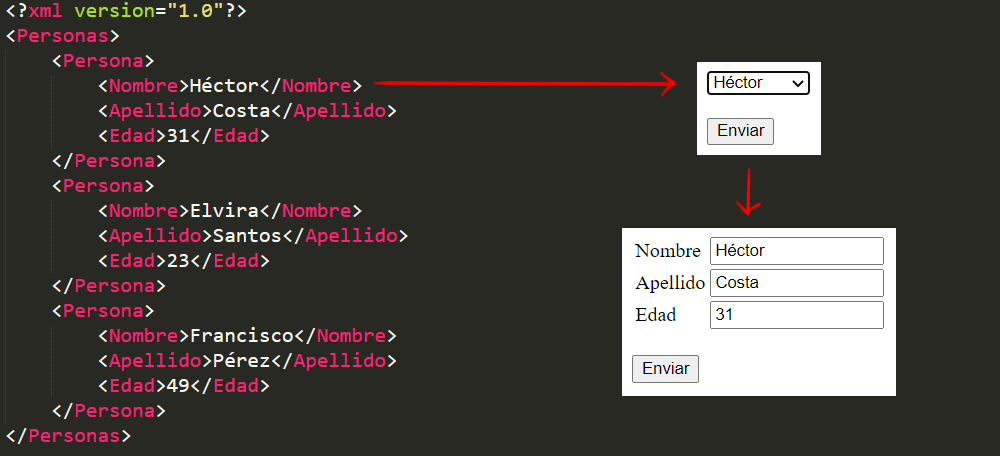 <?xml version="1.0"?>
<Personas>
    <Persona>
        <Nombre>Héctor</Nombre>
        <Apellido>Costa</Apellido>
        <Edad>31</Edad>
    </Persona>
    <Persona>
        <Nombre>Elvira</Nombre>
        <Apellido>Santos</Apellido>
        <Edad>23</Edad>
    </Persona>
    <Persona>
        <Nombre>Francisco</Nombre>
        <Apellido>Pérez</Apellido>
        <Edad>49</Edad>
    </Persona>
</Personas>
Héctor
Enviar
Nombre Héctor
Apellido Costa
Edad 31
Enviar